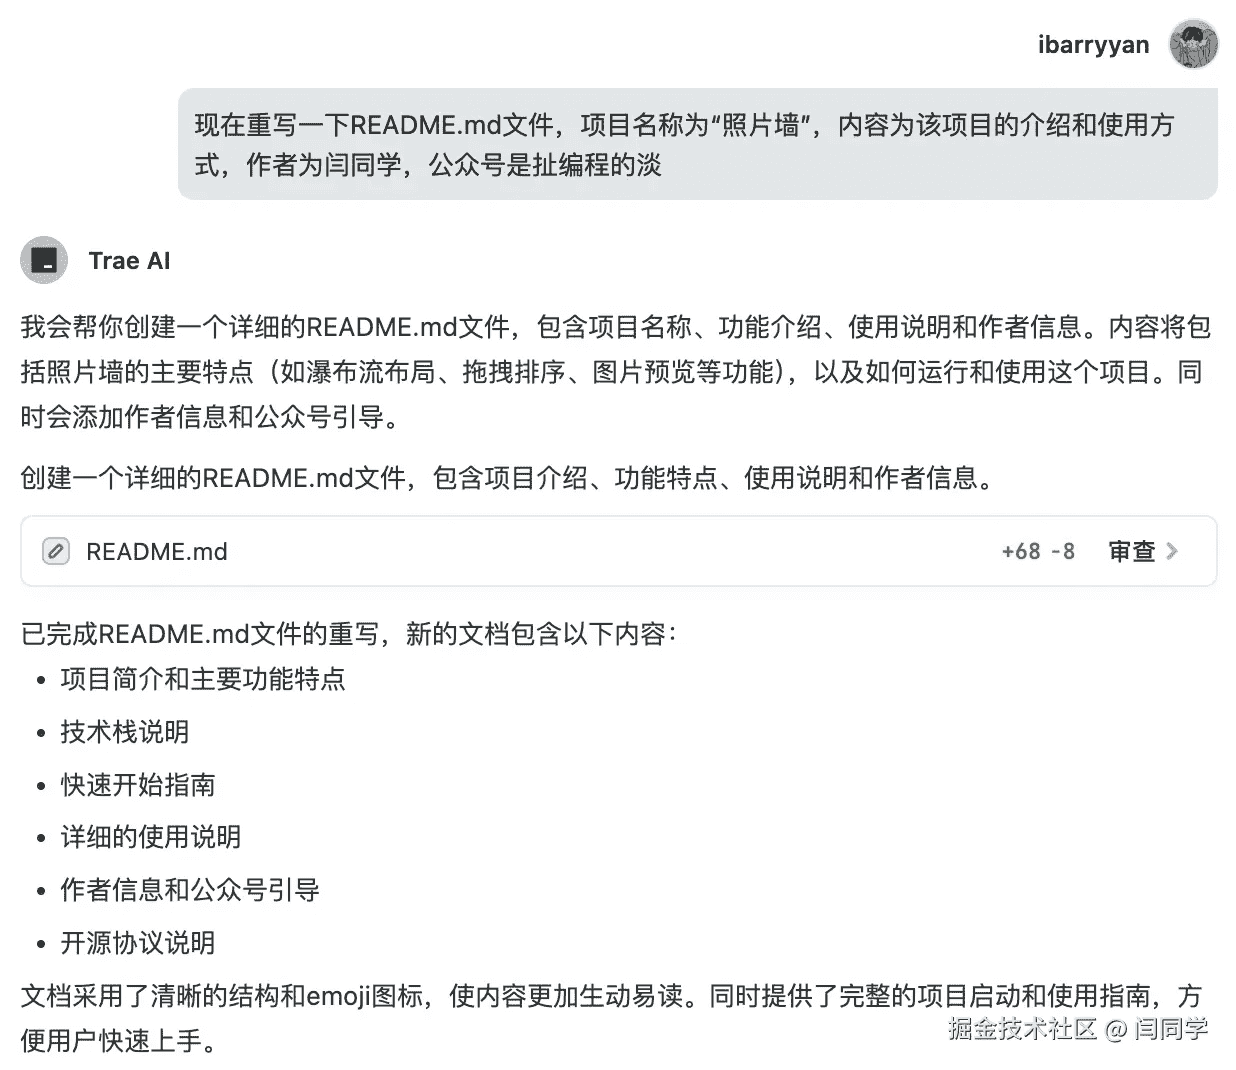 ibarryyan
现在重写一下README.md文件，项目名称为“照片墙”，内容为该项目的介绍和使用方
式，作者为闫同学，公众号是扯编程的淡
Trae AI
我会帮你创建一个详细的README.md文件，包含项目名称、功能介绍、使用说明和作者信息。内容将包
括照片墙的主要特点（如瀑布流布局、拖拽排序、图片预览等功能），以及如何运行和使用这个项目。同
时会添加作者信息和公众号引导。
创建一个详细的README.md文件，包含项目介绍、功能特点、使用说明和作者信息。
README.md +68 -8 审查
已完成README.md文件的重写，新的文档包含以下内容：
• 项目简介和主要功能特点
• 技术栈说明
• 快速开始指南
• 详细的使用说明
• 作者信息和公众号引导
• 开源协议说明
文档采用了清晰的结构和emoji图标，使内容更加生动易读。同时提供了完整的项目启动和使用指南，方
便用户快速上手。
掘金技术社区 @ 闫同学